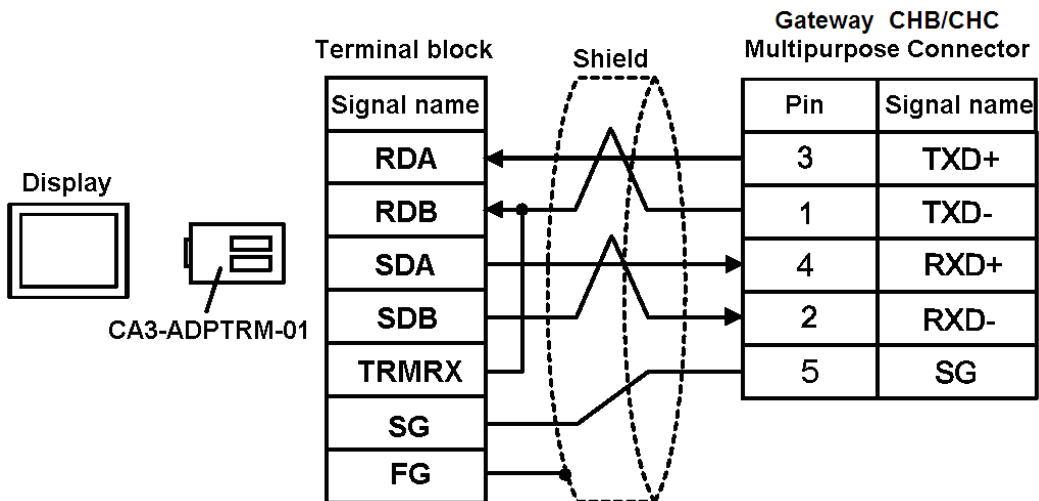 Gateway CHB/CHC
Multipurpose Connector
Terminal block
Shield
Signal name
Pin Signal name
RDA
3 TXD+
Display
RDB
1 TXD-
SDA
4 RXD+
CA3-ADPTRM-01
SDB
2 RXD-
TRMRX
5 SG
SG
FG